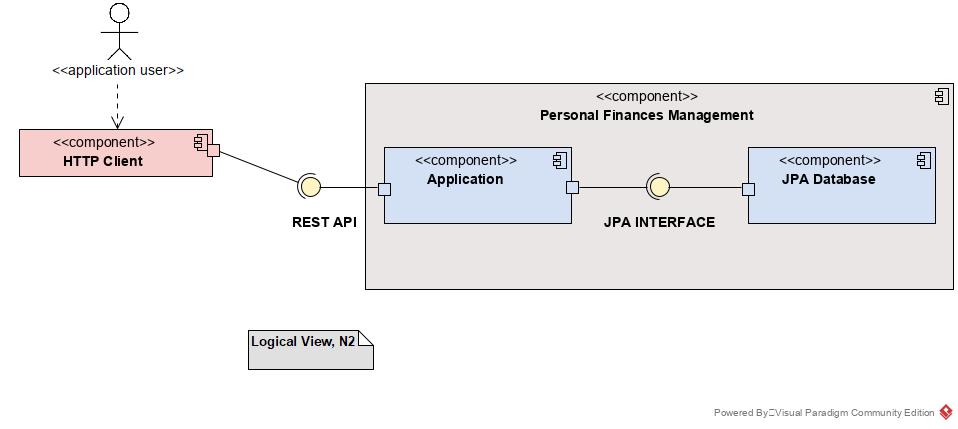 <<application user>>
<<component>>
HTTP Client
REST API
<<component>>
Personal Finances Management
<<component>>
Application
JPA INTERFACE
<<component>>
JPA Database
Logical View, N2
Powered By Visual Paradigm Community Edition